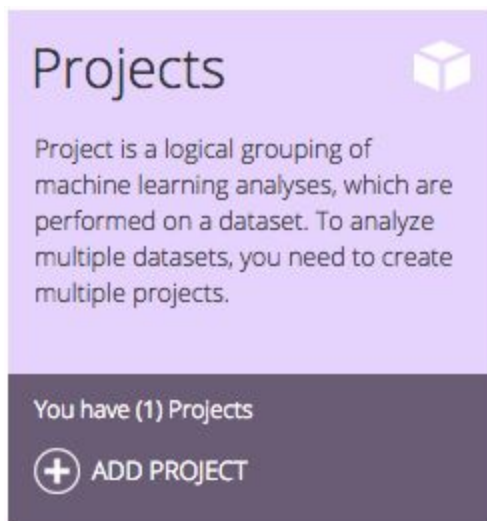 Projects
Project is a logical grouping of
machine learning analyses, which are
performed on a dataset. To analyze
multiple datasets, you need to create
multiple projects.
You have (1) Projects
ADD PROJECT